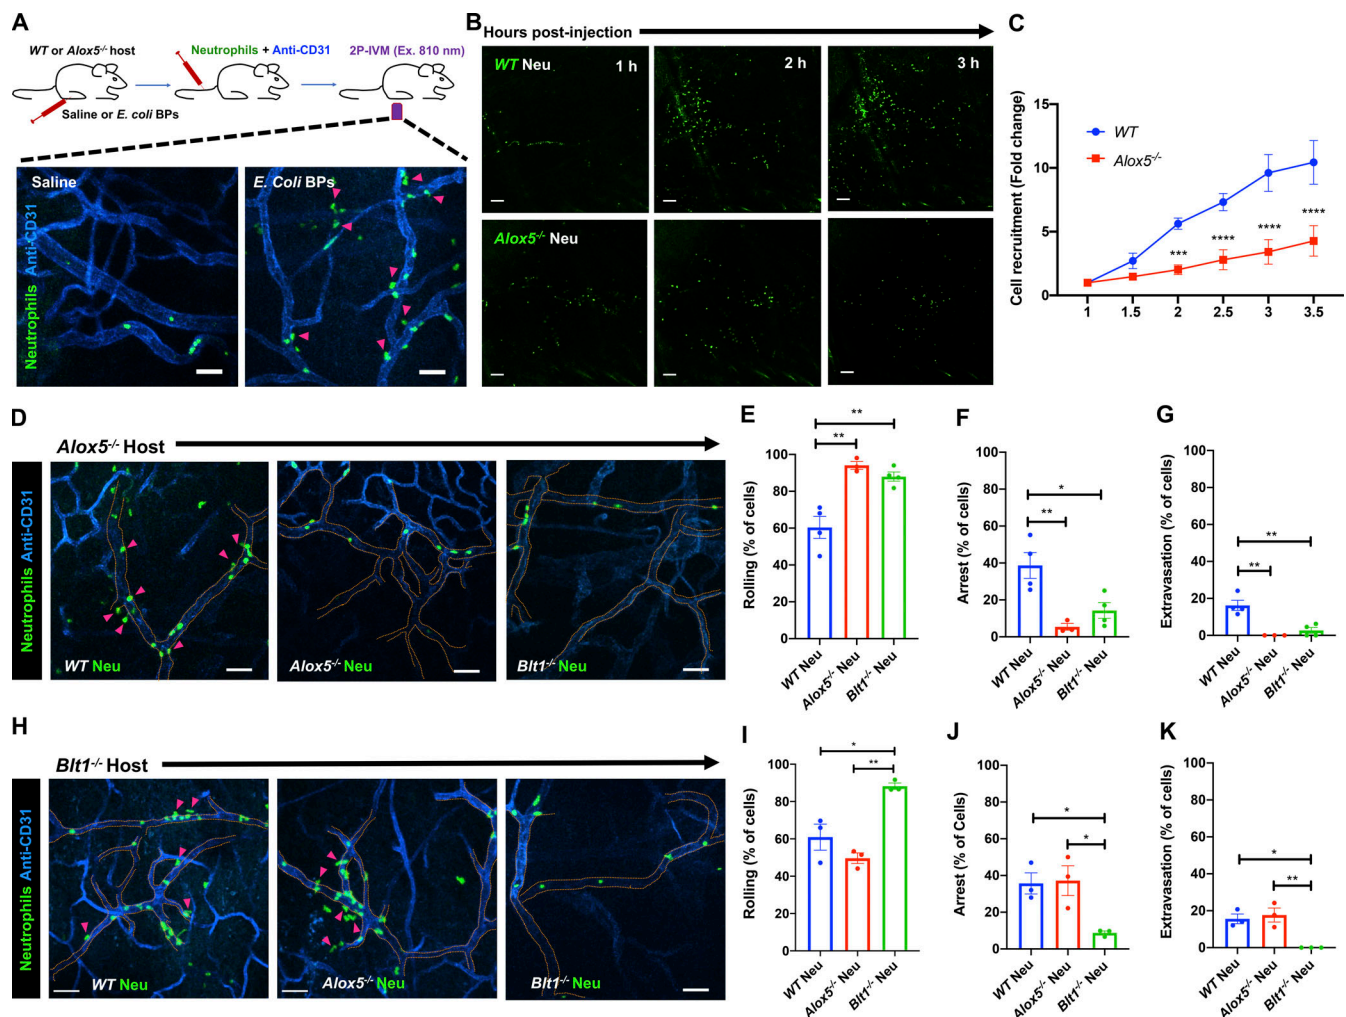 A
WT or Alox5-/- host
Neutrophils + Anti-CD31
2P-IVM (Ex. 810 nm)
Saline or E. coli BPs
Neutrophils Anti-CD31
Saline
E. Coli BPs
B
Hours post-injection
WT Neu
1 h
2 h
3 h
Alox5-/- Neu
C
Cell recruitment (Fold change)
15
10
5
0
WT
Alox5-/-
***
****
****
****
1
1.5
2
2.5
3
3.5
D
Alox5-/- Host
Neutrophils Anti-CD31
WT Neu
Alox5-/- Neu
Blt1-/- Neu
E
Rolling (% of cells)
100
80
60
40
20
0
**
**
WT Neu
Alox5-/- Neu
Blt1-/- Neu
F
Arrest (% of cells)
100
80
60
40
20
0
*
**
WT Neu
Alox5-/- Neu
Blt1-/- Neu
G
Extravasation (% of cells)
100
80
60
40
20
0
**
**
WT Neu
Alox5-/- Neu
Blt1-/- Neu
H
Blt1-/- Host
Neutrophils Anti-CD31
WT Neu
Alox5-/- Neu
Blt1-/- Neu
I
Rolling (% of cells)
100
80
60
40
20
0
*
**
WT Neu
Alox5-/- Neu
Blt1-/- Neu
J
Arrest (% of Cells)
100
80
60
40
20
0
*
*
WT Neu
Alox5-/- Neu
Blt1-/- Neu
K
Extravasation (% of cells)
100
80
60
40
20
0
*
**
WT Neu
Alox5-/- Neu
Blt1-/- Neu